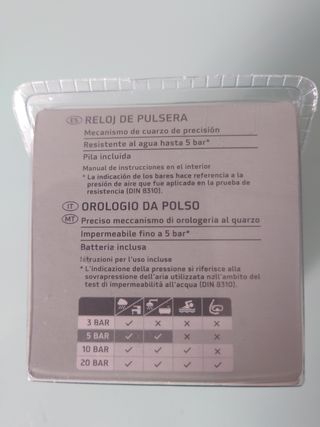 ES RELOJ DE PULSERA
Mecanismo de cuarzo de precisión
Resistente al agua hasta 5 bar*
Pila incluída
Manual de instrucciones en el interior
* La indicación de los bares hace referencia a la
presión de aire que fue aplicada en la prueba de
resistencia (DIN 8310).
IT OROLOGIO DA POLSO
MT Preciso meccanismo di orologeria al quarzo
Impermeabile fino a 5 bar*
Batteria inclusa
Istruzioni per l'uso incluse
* L'indicazione della pressione si riferisce alla
sovrapressione dell'aria utilizzata nell'ambito del
test di impermeabilità all'acqua (DIN 8310).
3 BAR ✓ ✕ ✕ ✕
5 BAR ✓ ✓ ✕ ✕
10 BAR ✓ ✓ ✓ ✕
20 BAR ✓ ✓ ✓ ✓